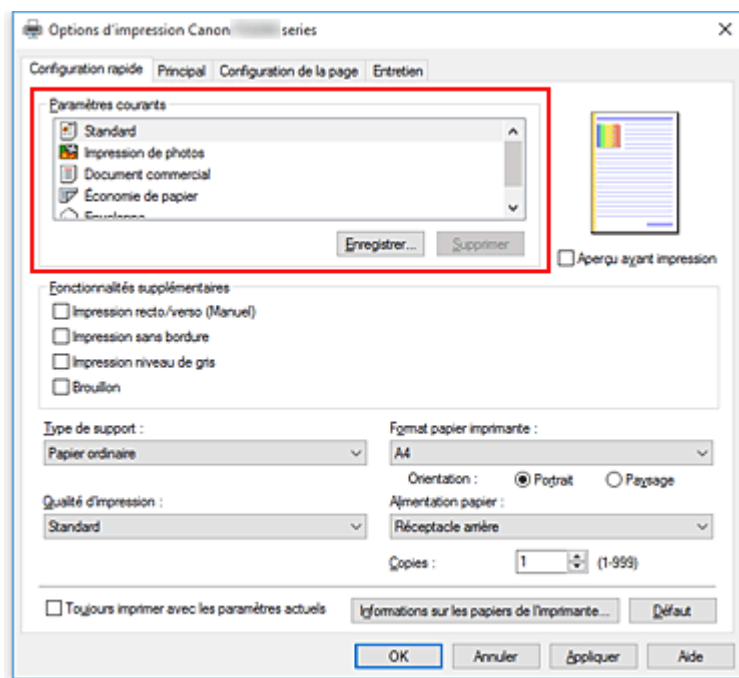 Options d'impression Canon series
Configuration rapide Principal Configuration de la page Entretien
Paramètres courants
Standard
Impression de photos
Document commercial
Économie de papier
Enregistrer... Supprimer
Aperçu avant impression
Fonctionnalités supplémentaires
Impression recto/verso (Manuel)
Impression sans bordure
Impression niveau de gris
Brouillon
Type de support :
Papier ordinaire
Format papier imprimante :
A4
Orientation : Portrait Paysage
Qualité d'impression :
Standard
Alimentation papier :
Réceptacle arrière
Copies : 1 (1-999)
Toujours imprimer avec les paramètres actuels
Informations sur les papiers de l'imprimante... Défaut
OK Annuler Appliquer Aide